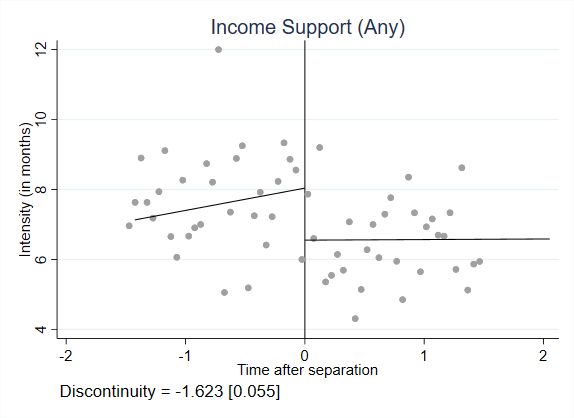 Income Support (Any)
Intensity (in months)
12
10
8
6
4
-2 -1 0 1 2
Time after separation
Discontinuity = -1.623 [0.055]